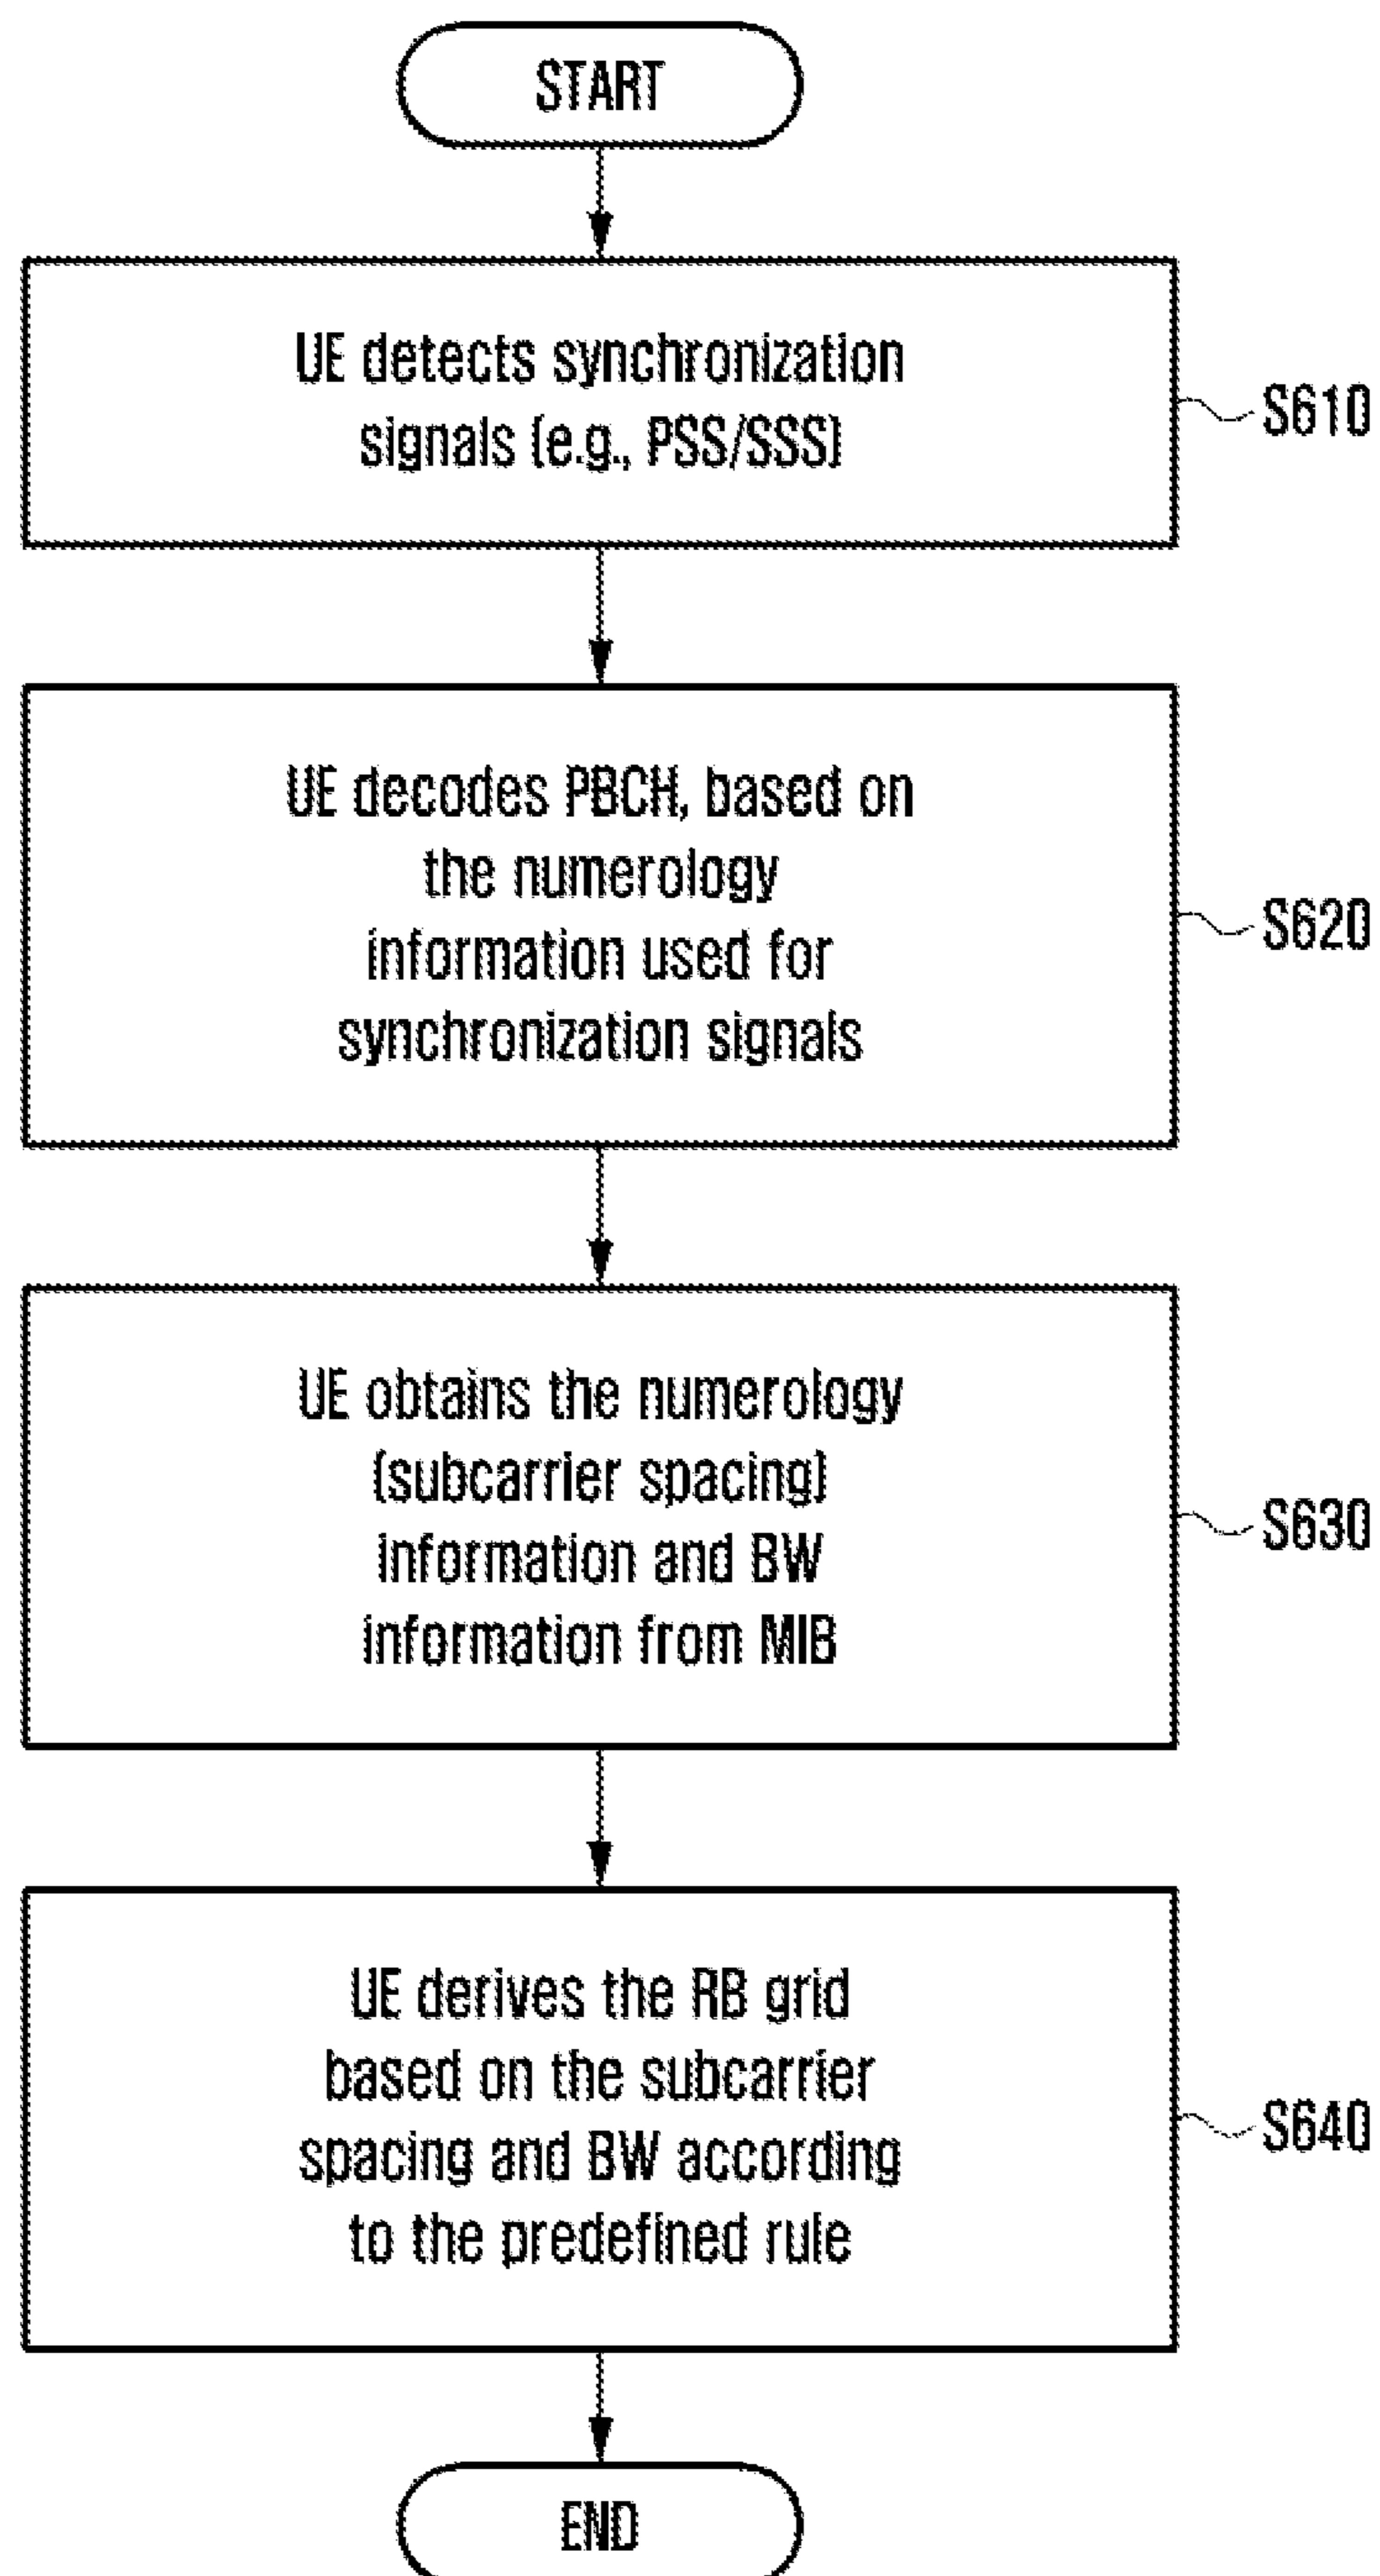 START
UE detects synchronization
signals (e.g., PSS/SSS)
S610
UE decodes PBCH, based on
the numerology
information used for
synchronization signals
S620
UE obtains the numerology
(subcarrier spacing)
information and BW
information from MIB
S630
UE derives the RB grid
based on the subcarrier
spacing and BW according
to the predefined rule
S640
END